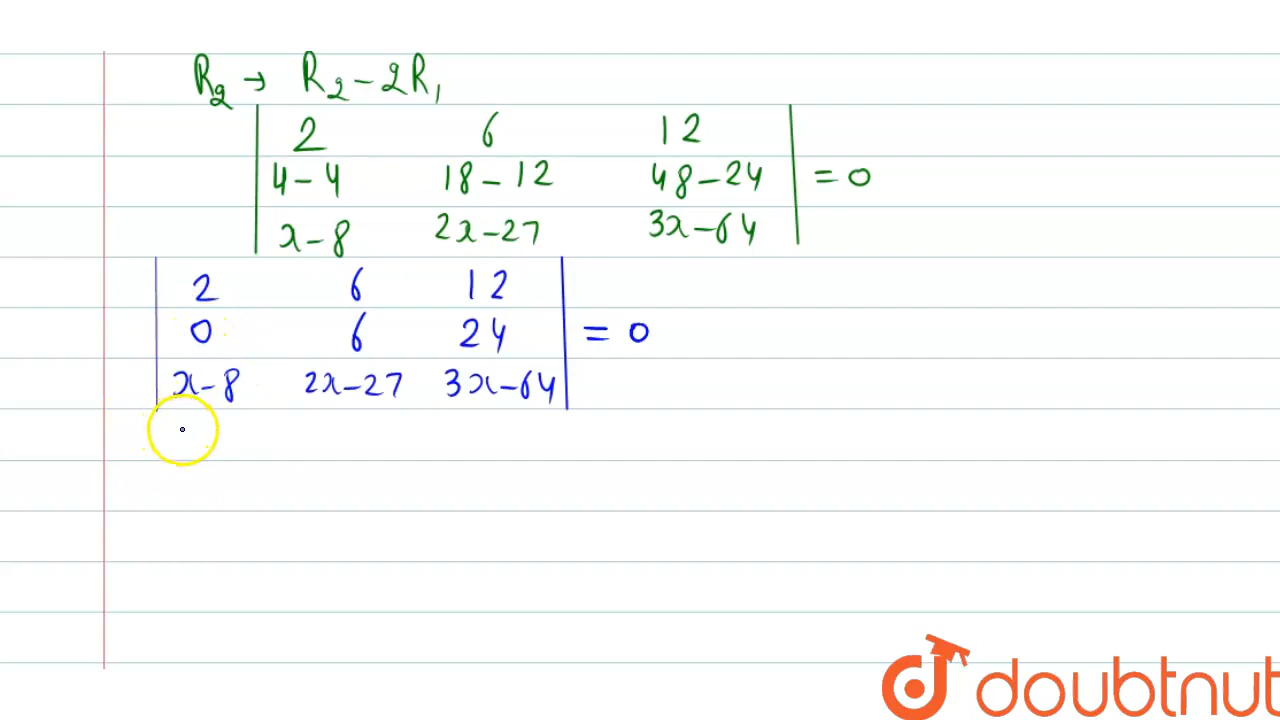 R₂ → R₂ - 2R₁
| 2 6 12 |
| 4-4 18-12 48-24 | = 0
| x-8 2x-27 3x-64 |
| 2 6 12 |
| 0 6 24 | = 0
| x-8 2x-27 3x-64 |
doubtnut